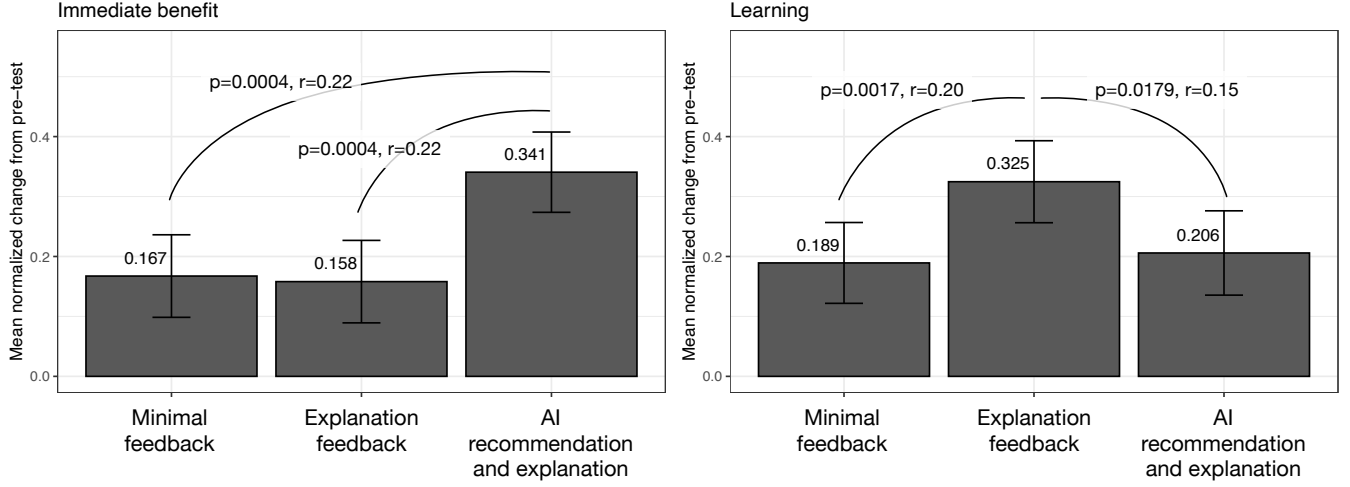 Immediate benefit
Mean normalized change from pre-test
0.4
0.2
0.0
p=0.0004, r=0.22
p=0.0004, r=0.22
0.167
0.158
0.341
Minimal
feedback
Explanation
feedback
AI
recommendation
and explanation
Learning
Mean normalized change from pre-test
0.4
0.2
0.0
p=0.0017, r=0.20
p=0.0179, r=0.15
0.189
0.325
0.206
Minimal
feedback
Explanation
feedback
AI
recommendation
and explanation